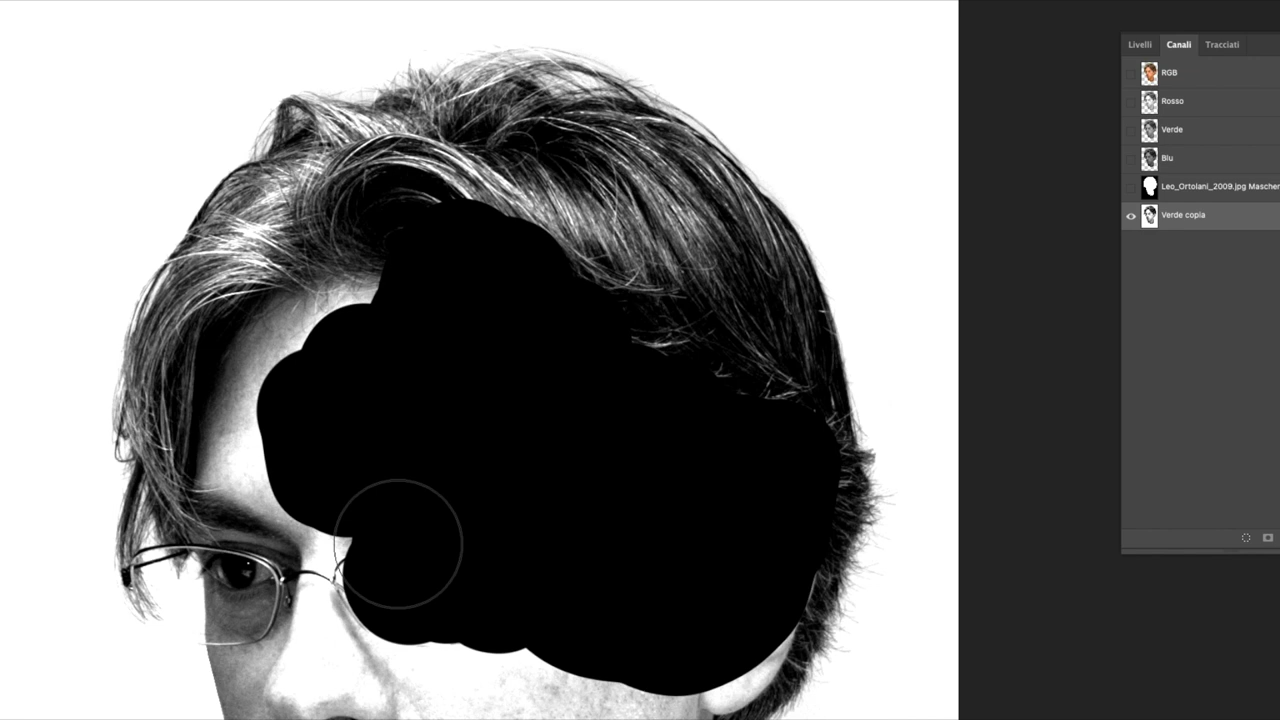 Livelli Canali Tracciati
RGB
Rosso
Verde
Blu
Leo_Ortolani_2009.jpg Mascher
Verde copia